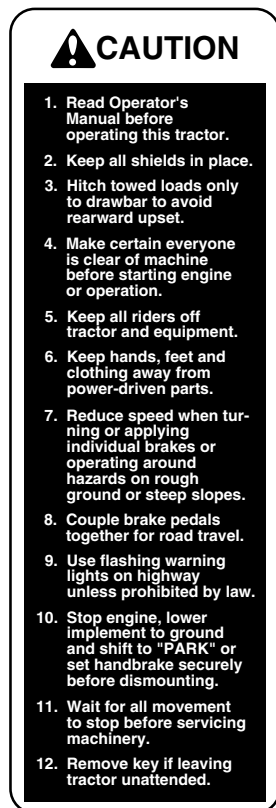 CAUTION
1. Read Operator's
Manual before
operating this tractor.
2. Keep all shields in place.
3. Hitch towed loads only
to drawbar to avoid
rearward upset.
4. Make certain everyone
is clear of machine
before starting engine
or operation.
5. Keep all riders off
tractor and equipment.
6. Keep hands, feet and
clothing away from
power-driven parts.
7. Reduce speed when tur-
ning or applying
individual brakes or
operating around
hazards on rough
ground or steep slopes.
8. Couple brake pedals
together for road travel.
9. Use flashing warning
lights on highway
unless prohibited by law.
10. Stop engine, lower
implement to ground
and shift to "PARK" or
set handbrake securely
before dismounting.
11. Wait for all movement
to stop before servicing
machinery.
12. Remove key if leaving
tractor unattended.